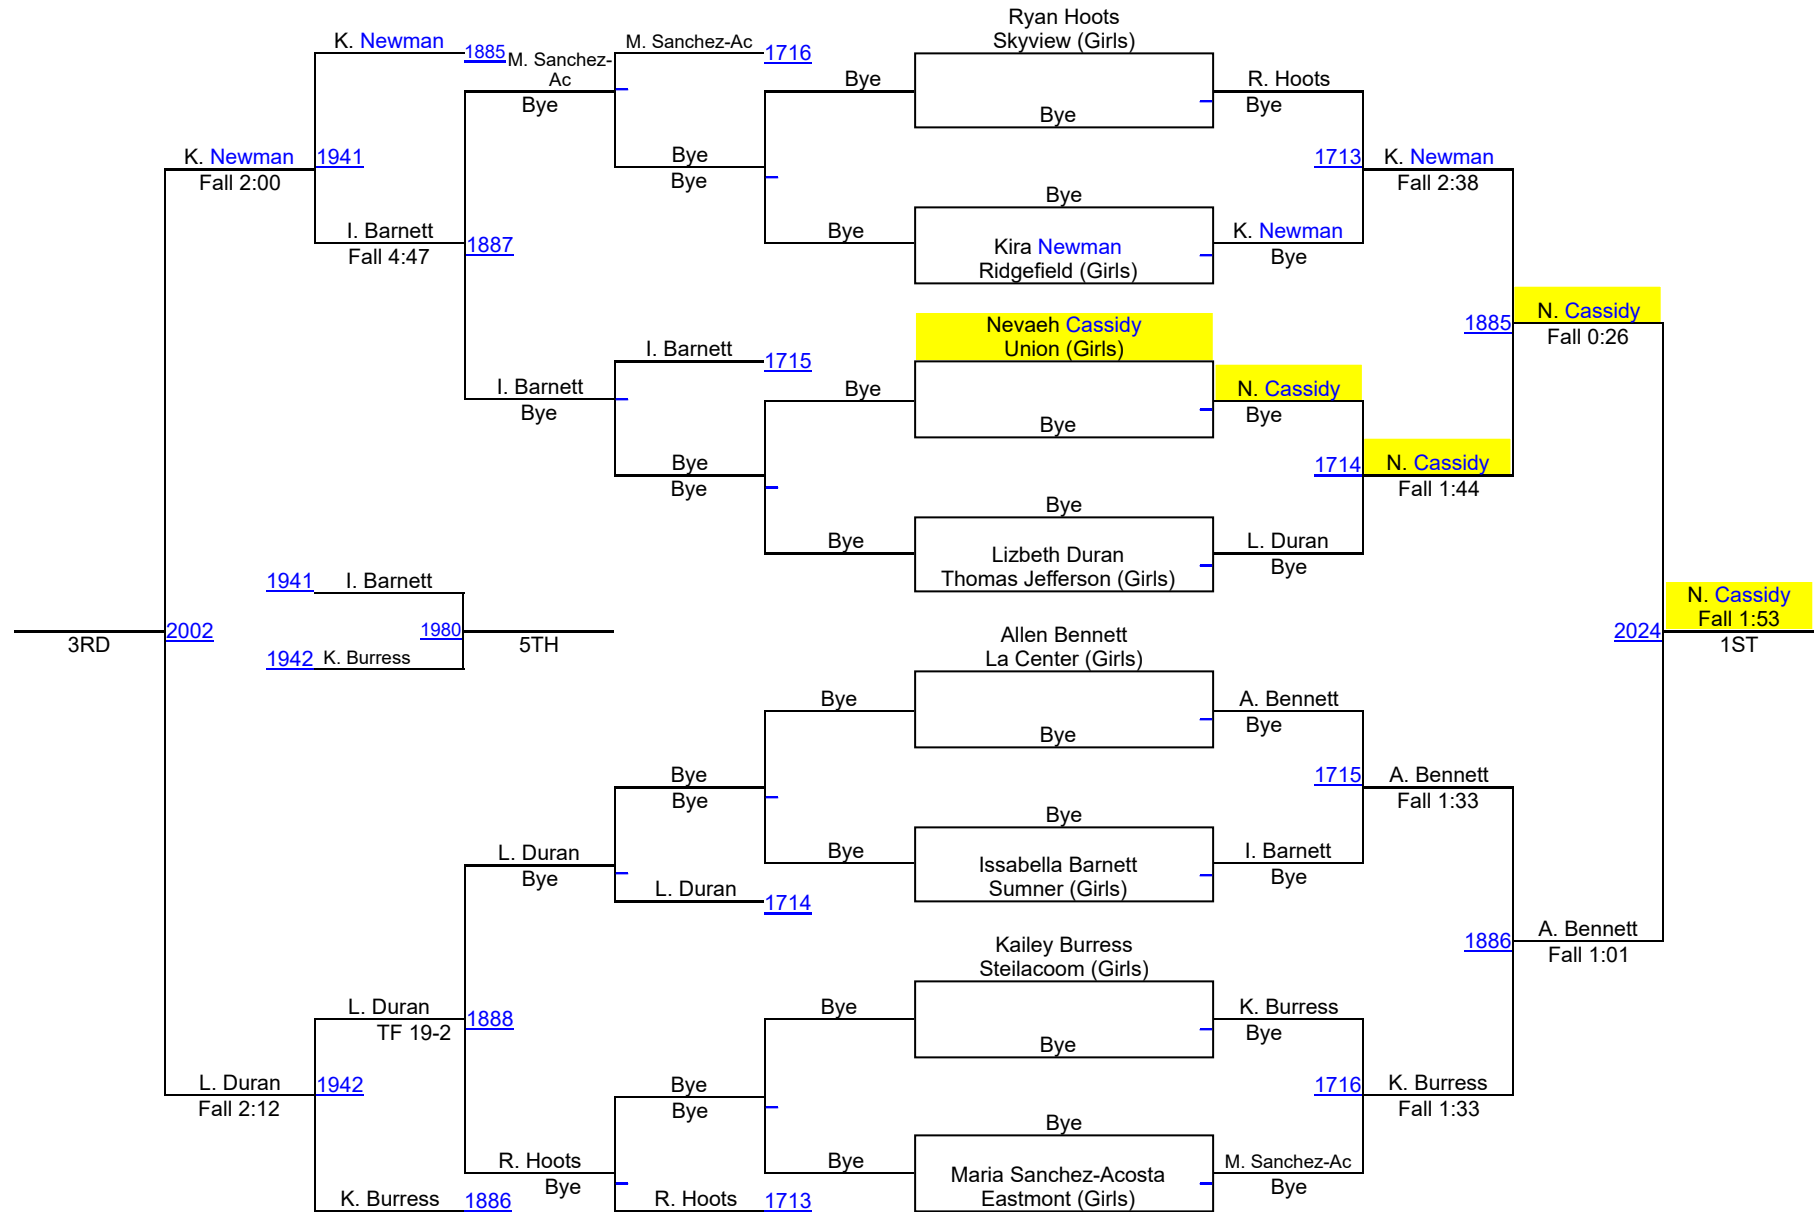 Ryan Hoots
Skyview (Girls)
K. Newman
1885
M. Sanchez-
Ac
Bye
M. Sanchez-Ac
1716
Bye
Bye
R. Hoots
Bye
K. Newman
Fall 2:00
1941
Bye
Bye
1713
K. Newman
Fall 2:38
Bye
I. Barnett
Fall 4:47
1887
Bye
Kira Newman
Ridgefield (Girls)
K. Newman
Bye
Nevaeh Cassidy
Union (Girls)
1885
N. Cassidy
Fall 0:26
I. Barnett
1715
I. Barnett
Bye
Bye
Bye
N. Cassidy
Bye
Bye
Bye
1714
N. Cassidy
Fall 1:44
Bye
Bye
Lizbeth Duran
Thomas Jefferson (Girls)
L. Duran
Bye
1941
I. Barnett
3RD
2002
1980
5TH
1942
K. Burress
2024
N. Cassidy
Fall 1:53
1ST
Allen Bennett
La Center (Girls)
Bye
Bye
A. Bennett
Bye
Bye
Bye
1715
A. Bennett
Fall 1:33
Bye
L. Duran
Bye
Bye
Issabella Barnett
Sumner (Girls)
I. Barnett
Bye
L. Duran
1714
Kailey Burress
Steilacoom (Girls)
1886
A. Bennett
Fall 1:01
L. Duran
TF 19-2
1888
Bye
Bye
K. Burress
Bye
L. Duran
Fall 2:12
1942
Bye
Bye
1716
K. Burress
Fall 1:33
Bye
R. Hoots
Bye
Bye
Maria Sanchez-Acosta
Eastmont (Girls)
M. Sanchez-Ac
Bye
K. Burress
1886
R. Hoots
1713